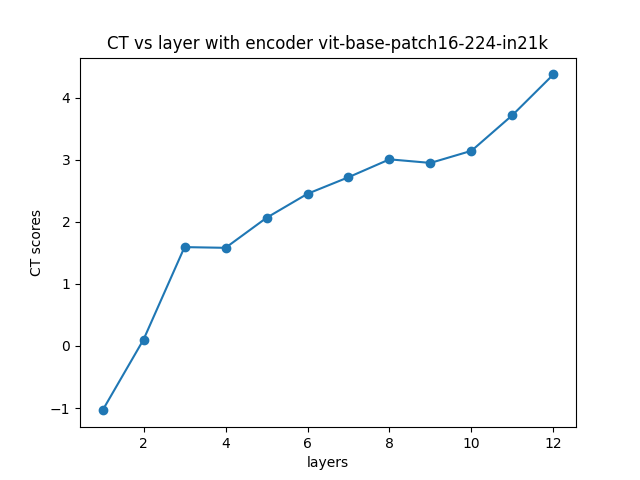 CT vs layer with encoder vit-base-patch16-224-in21k
CT scores
4
3
2
1
0
−1
2 4 6 8 10 12
layers